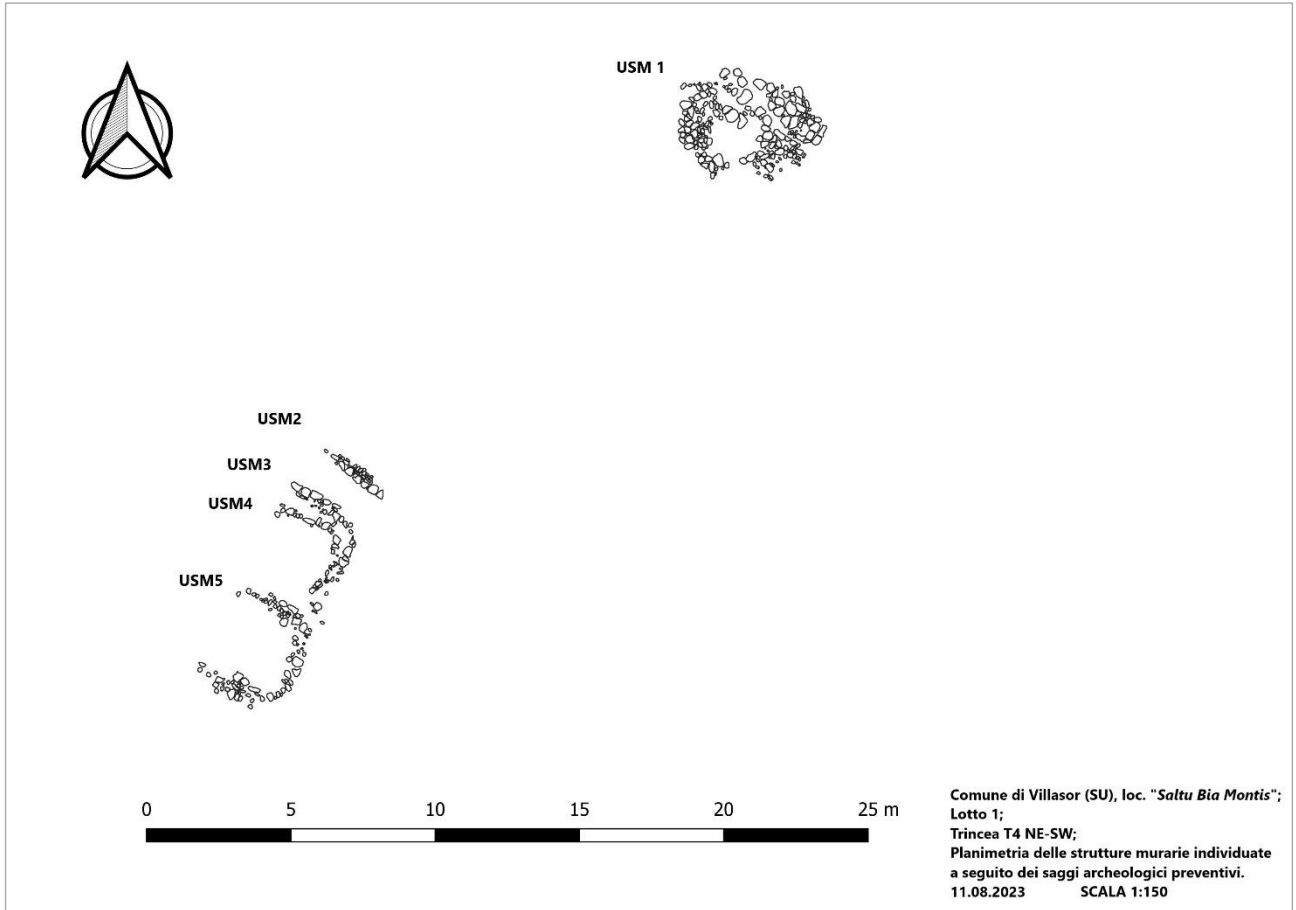 USM 1
USM2
USM3
USM4
USM5
0 5 10 15 20 25 m
Comune di Villasor (SU), loc. "Saltu Bia Montis";
Lotto 1;
Trincea T4 NE-SW;
Planimetria delle strutture murarie individuate
a seguito dei saggi archeologici preventivi.
11.08.2023 SCALA 1:150